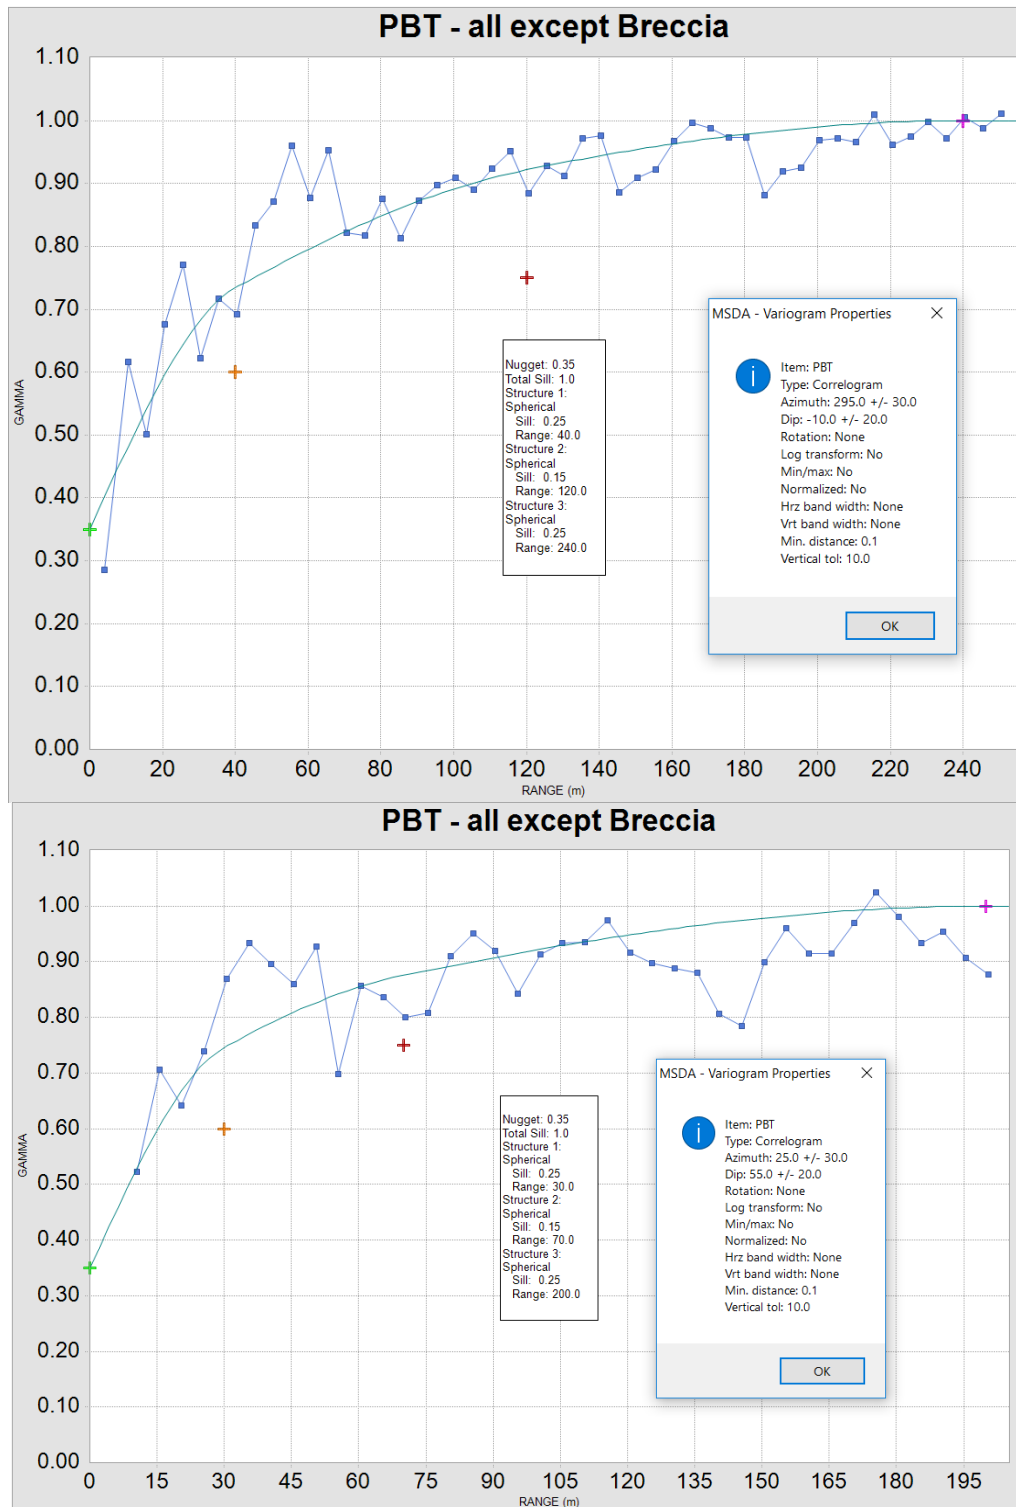 PBT - all except Breccia
1.10
1.00
0.90
0.80
0.70
0.60
0.50
0.40
0.30
0.20
0.10
0.00
GAMMA
0 20 40 60 80 100 120 140 160 180 200 220 240
RANGE (m)
Nugget: 0.35
Total Sill: 1.0
Structure 1:
Spherical
Sill: 0.25
Range: 40.0
Structure 2:
Spherical
Sill: 0.15
Range: 120.0
Structure 3:
Spherical
Sill: 0.25
Range: 240.0
MSDA - Variogram Properties
i
Item: PBT
Type: Correlogram
Azimuth: 295.0 +/- 30.0
Dip: -10.0 +/- 20.0
Rotation: None
Log transform: No
Min/max: No
Normalized: No
Hrz band width: None
Vrt band width: None
Min. distance: 0.1
Vertical tol: 10.0
OK
PBT - all except Breccia
1.10
1.00
0.90
0.80
0.70
0.60
0.50
0.40
0.30
0.20
0.10
0.00
GAMMA
0 15 30 45 60 75 90 105 120 135 150 165 180 195
RANGE (m)
Nugget: 0.35
Total Sill: 1.0
Structure 1:
Spherical
Sill: 0.25
Range: 30.0
Structure 2:
Spherical
Sill: 0.15
Range: 70.0
Structure 3:
Spherical
Sill: 0.25
Range: 200.0
MSDA - Variogram Properties
i
Item: PBT
Type: Correlogram
Azimuth: 25.0 +/- 30.0
Dip: 55.0 +/- 20.0
Rotation: None
Log transform: No
Min/max: No
Normalized: No
Hrz band width: None
Vrt band width: None
Min. distance: 0.1
Vertical tol: 10.0
OK